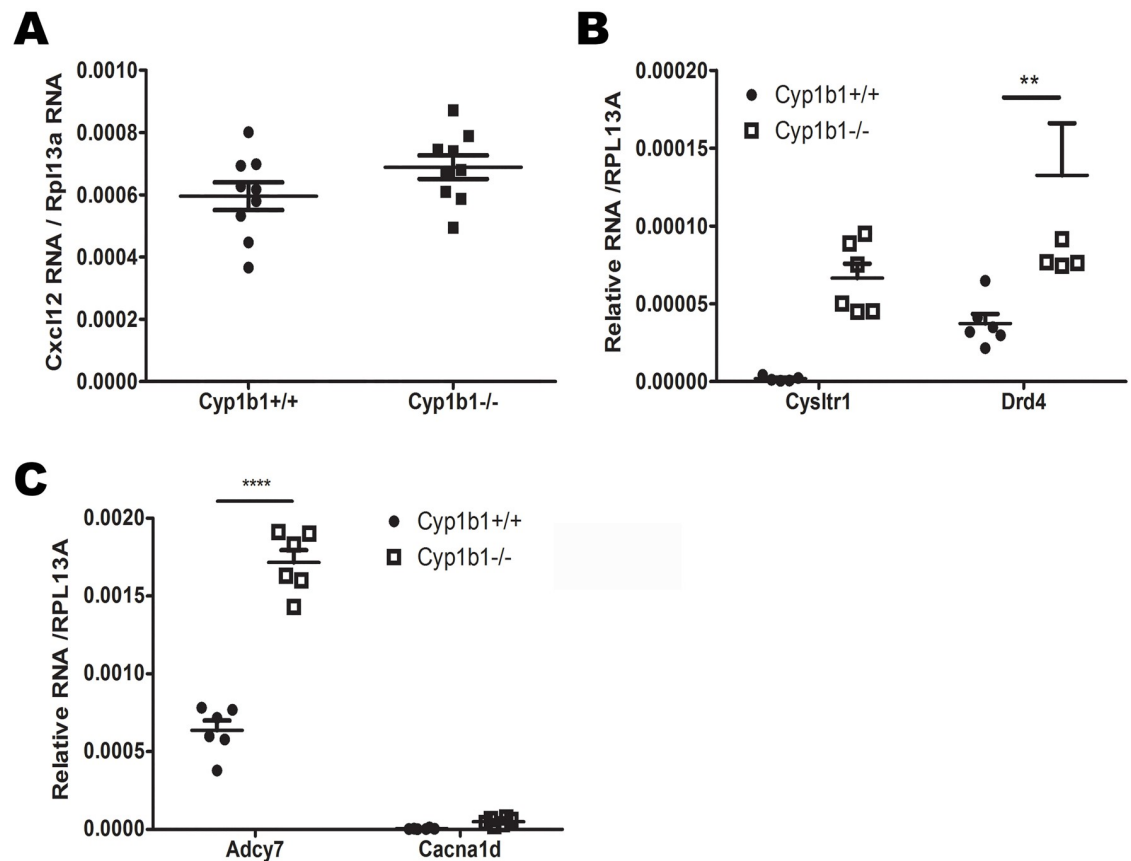 A
Cxcl12 RNA / Rpl13a RNA
0.0010
0.0008
0.0006
0.0004
0.0002
0.0000
Cyp1b1+/+
Cyp1b1-/-
B
Relative RNA /RPL13A
0.00020
0.00015
0.00010
0.00005
0.00000
Cyp1b1+/+
Cyp1b1-/-
**
Cysltr1
Drd4
C
Relative RNA /RPL13A
0.0020
0.0015
0.0010
0.0005
0.0000
****
Cyp1b1+/+
Cyp1b1-/-
Adcy7
Cacna1d